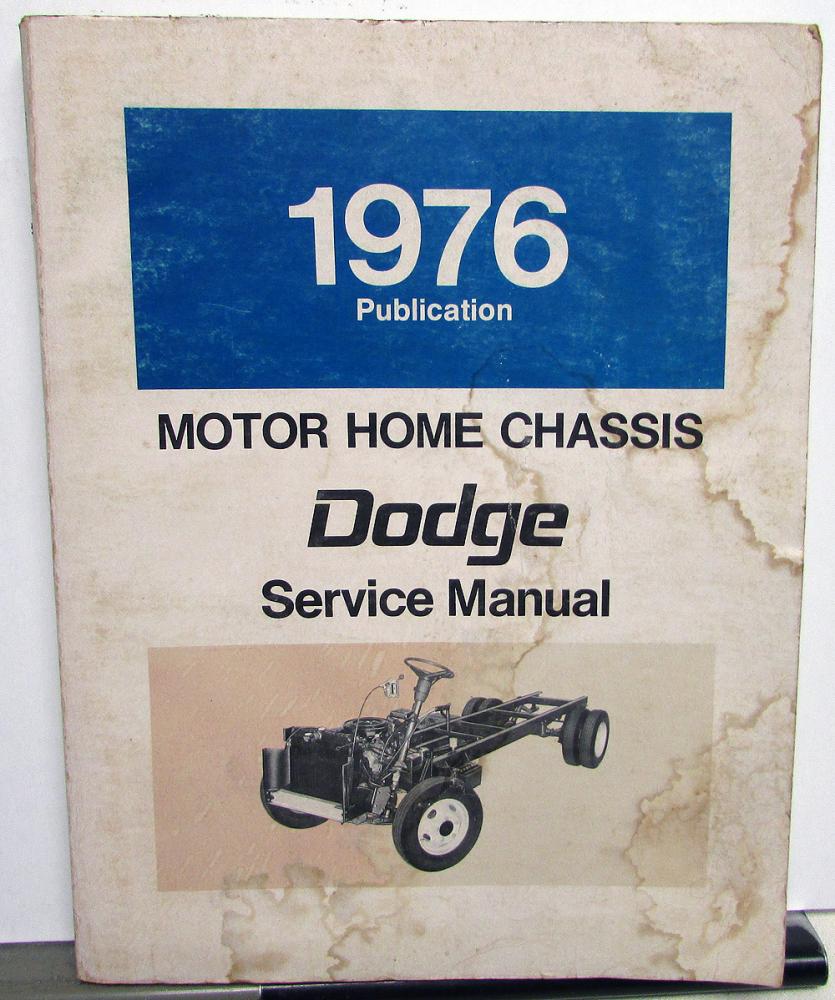 1976
Publication
MOTOR HOME CHASSIS
Dodge
Service Manual